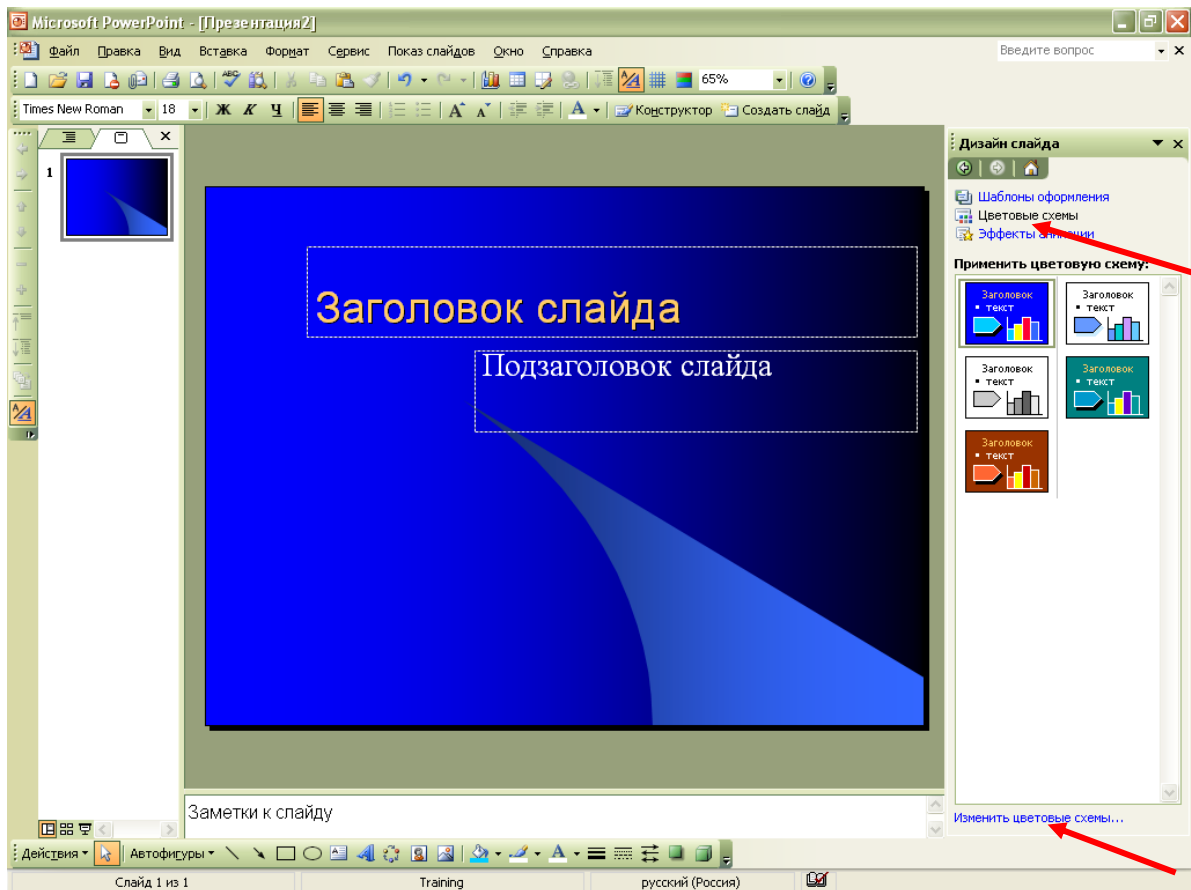 Microsoft PowerPoint - [Презентация2]
Файл Правка Вид Вставка Формат Сервис Показ слайдов Окно Справка Введите вопрос
65%
Times New Roman 18 Ж К Ч Конструктор Создать слайд
Дизайн слайда
1
Шаблоны оформления
Цветовые схемы
Эффекты анимации
Применить цветовую схему:
Заголовок
текст
Заголовок
текст
Заголовок
текст
Заголовок
текст
Заголовок
текст
Заголовок слайда
Подзаголовок слайда
Заметки к слайду
Изменить цветовые схемы...
Действия Автофигуры
Слайд 1 из 1 Training русский (Россия)